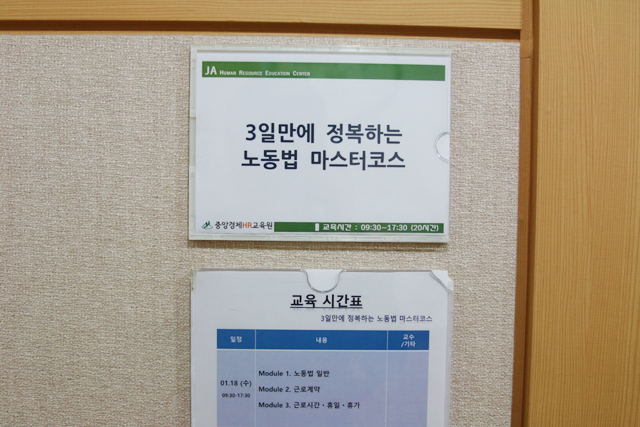 JA HUMAN RESOURCE EDUCATION CENTER
3일만에 정복하는
노동법 마스터코스
중앙경제HR교육원
교육시간 : 09:30~17:30 (20시간)
교육 시간표
3일만에 정복하는 노동법 마스터코스
일정 내용 교수
/기타
Module 1. 노동법 일반
01.18 (수)
Module 2. 근로계약
09:30-17:30
Module 3. 근로시간·휴일·휴가